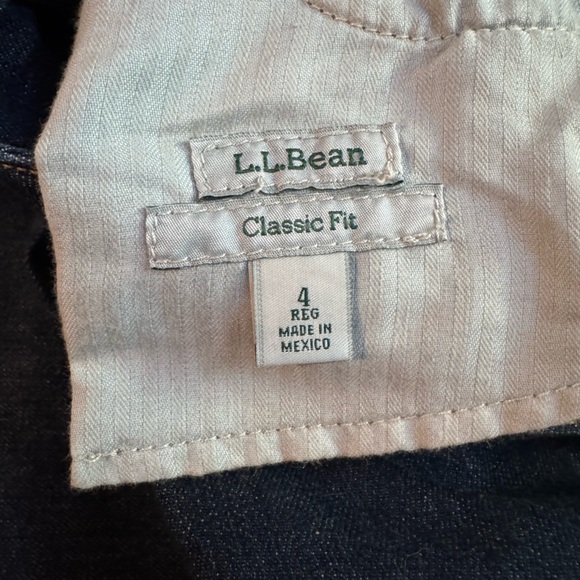 L.L.Bean
Classic Fit
4
REG
MADE IN
MEXICO